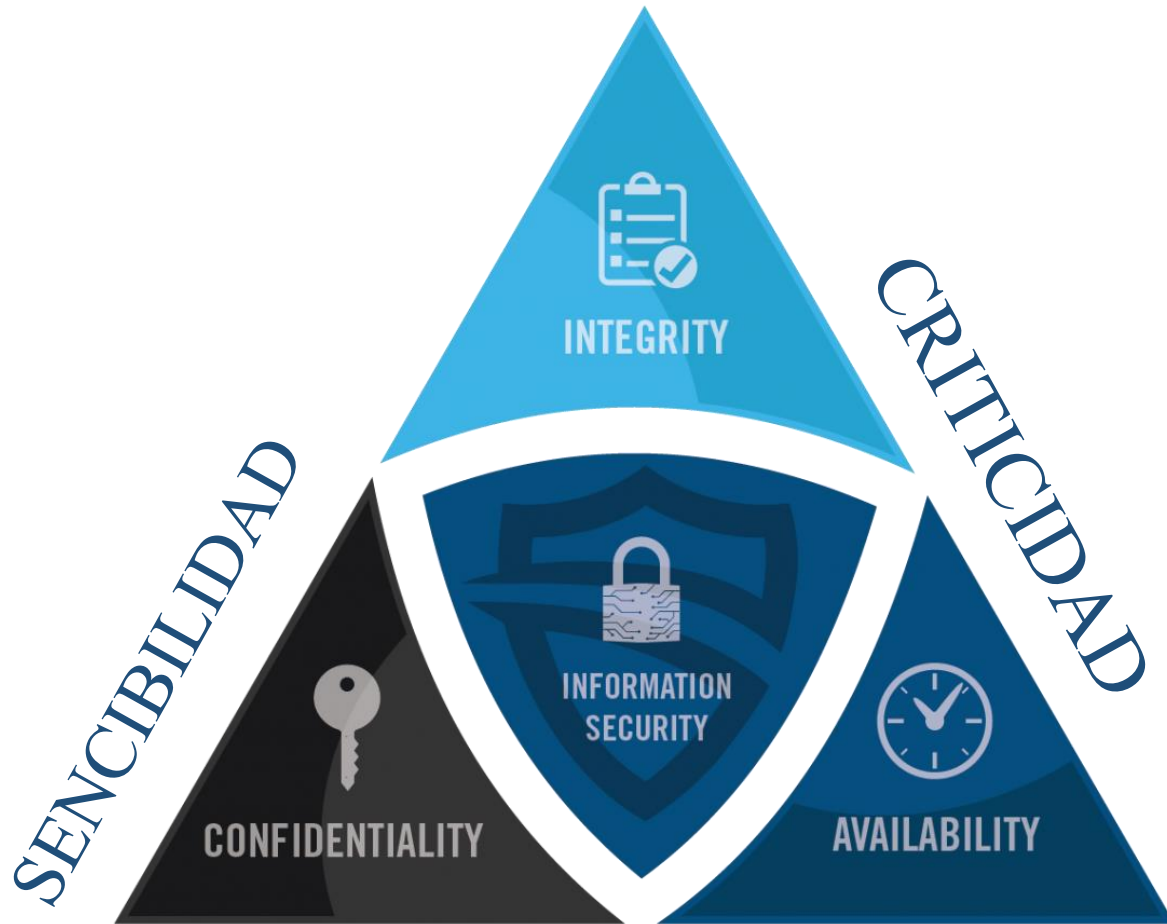 INTEGRITY
CRITICIDAD
SENCIBILIDAD
INFORMATION
SECURITY
CONFIDENTIALITY
AVAILABILITY